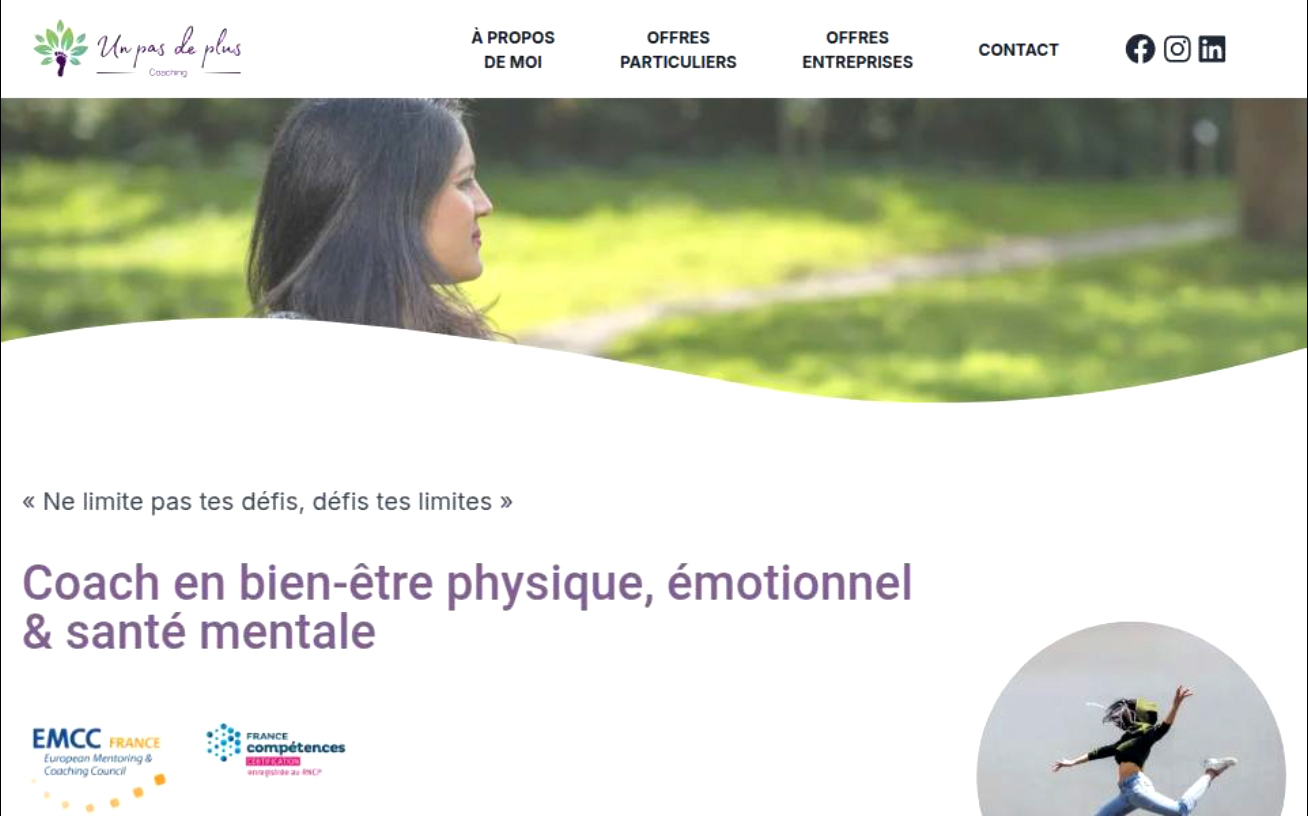 Un pas de plus
Coaching
À PROPOS
DE MOI
OFFRES
PARTICULIERS
OFFRES
ENTREPRISES
CONTACT
« Ne limite pas tes défis, défis tes limites »
Coach en bien-être physique, émotionnel
& santé mentale
EMCC FRANCE
European Mentoring &
Coaching Council
FRANCE
compétences
CERTIFICATION
enregistrée au RNCP